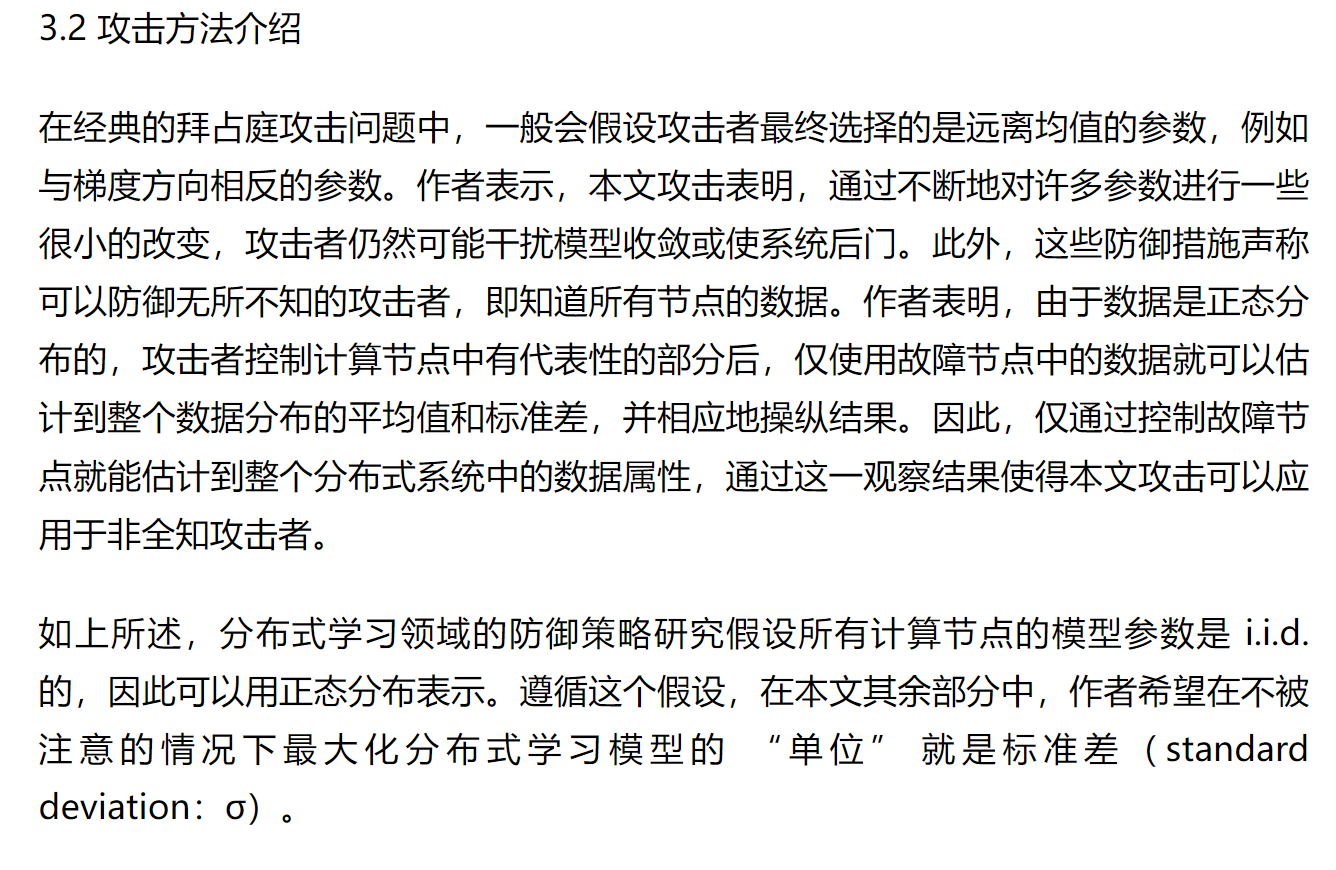 3.2 攻击方法介绍
在经典的拜占庭攻击问题中，一般会假设攻击者最终选择的是远离均值的参数，例如
与梯度方向相反的参数。作者表示，本文攻击表明，通过不断地对许多参数进行一些
很小的改变，攻击者仍然可能干扰模型收敛或使系统后门。此外，这些防御措施声称
可以防御无所不知的攻击者，即知道所有节点的数据。作者表明，由于数据是正态分
布的，攻击者控制计算节点中有代表性的部分后，仅使用故障节点中的数据就可以估
计到整个数据分布的平均值和标准差，并相应地操纵结果。因此，仅通过控制故障节
点就能估计到整个分布式系统中的数据属性，通过这一观察结果使得本文攻击可以应
用于非全知攻击者。
如上所述，分布式学习领域的防御策略研究假设所有计算节点的模型参数是 i.i.d.
的，因此可以用正态分布表示。遵循这个假设，在本文其余部分中，作者希望在不被
注意的情况下最大化分布式学习模型的 “单位” 就是标准差（standard
deviation：σ）。